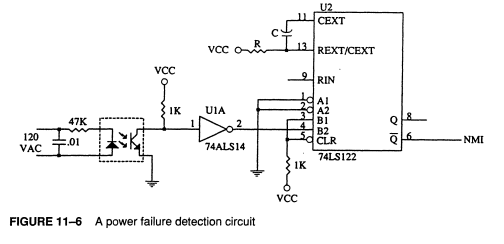 U2
11
CEXT
C
VCC
R
13
REXT/CEXT
VCC
9
RIN
1K
U1A
1
A1
2
A2
47K
1
2
3
B1
Q
8
120
VAC
.01
74ALS14
4
B2
5
CLR
Q
6
NMI
1K
74LS122
VCC
FIGURE 11–6 A power failure detection circuit